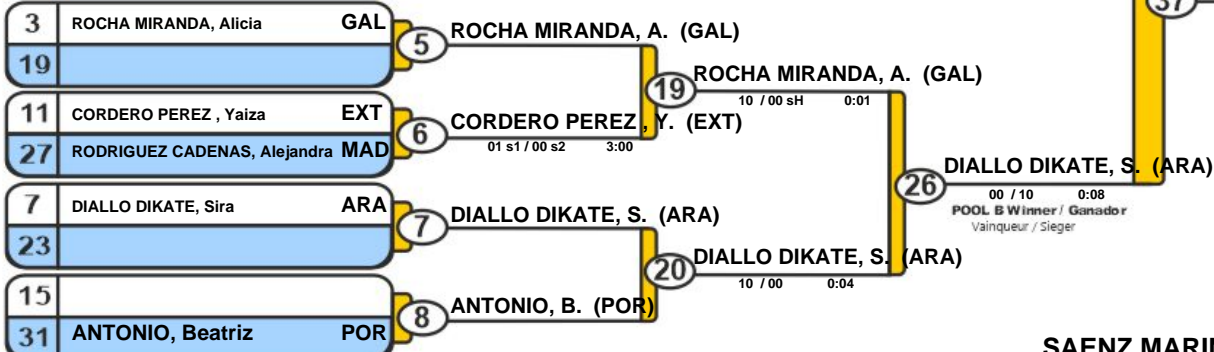 37
3 ROCHA MIRANDA, Alicia GAL
19
5 ROCHA MIRANDA, A. (GAL)
19 ROCHA MIRANDA, A. (GAL)
10 / 00 sH 0:01
11 CORDERO PEREZ , Yaiza EXT
27 RODRIGUEZ CADENAS, Alejandra MAD
6 CORDERO PEREZ , Y. (EXT)
01 s1 / 00 s2 3:00
26 DIALLO DIKATE, S. (ARA)
00 / 10 0:08
POOL B Winner / Ganador
Vainqueur / Sieger
7 DIALLO DIKATE, Sira ARA
23
7 DIALLO DIKATE, S. (ARA)
20 DIALLO DIKATE, S. (ARA)
10 / 00 0:04
15
31 ANTONIO, Beatriz POR
8 ANTONIO, B. (POR)